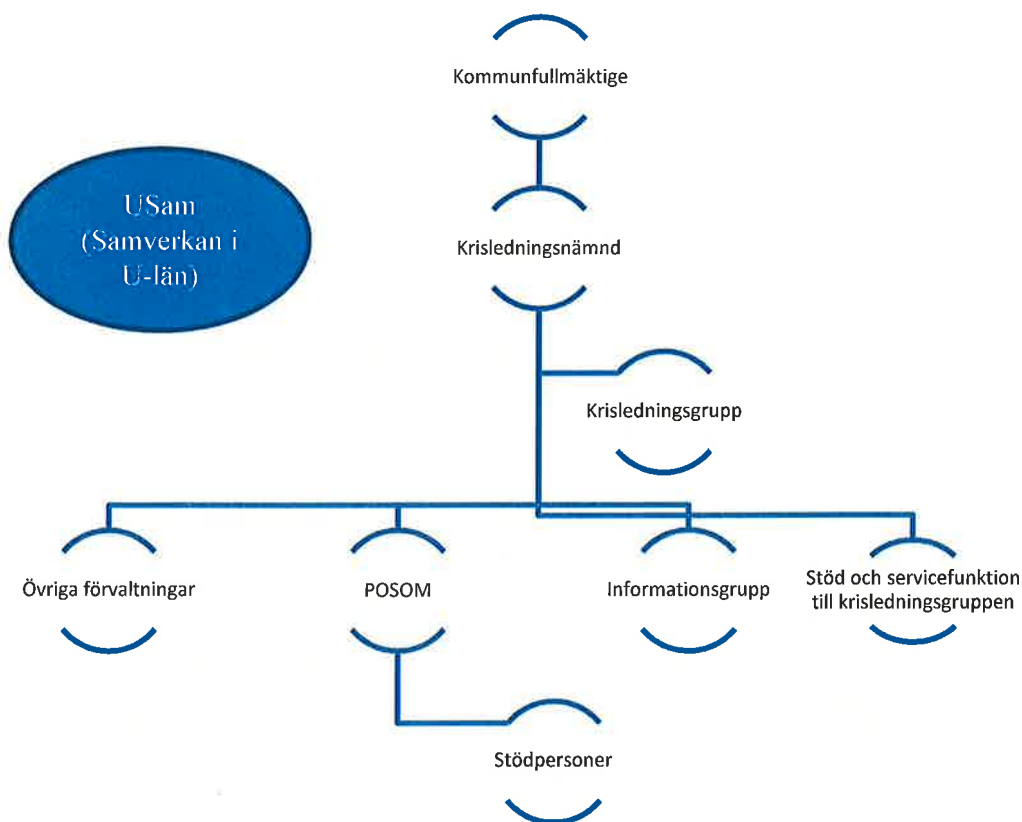 Kommunfullmäktige
USam
(Samverkan i
U-län)
Krisledningsnämnd
Krisledningsgrupp
Övriga förvaltningar
POSOM
Informationsgrupp
Stöd och servicefunktion
till krisledningsgruppen
Stödpersoner